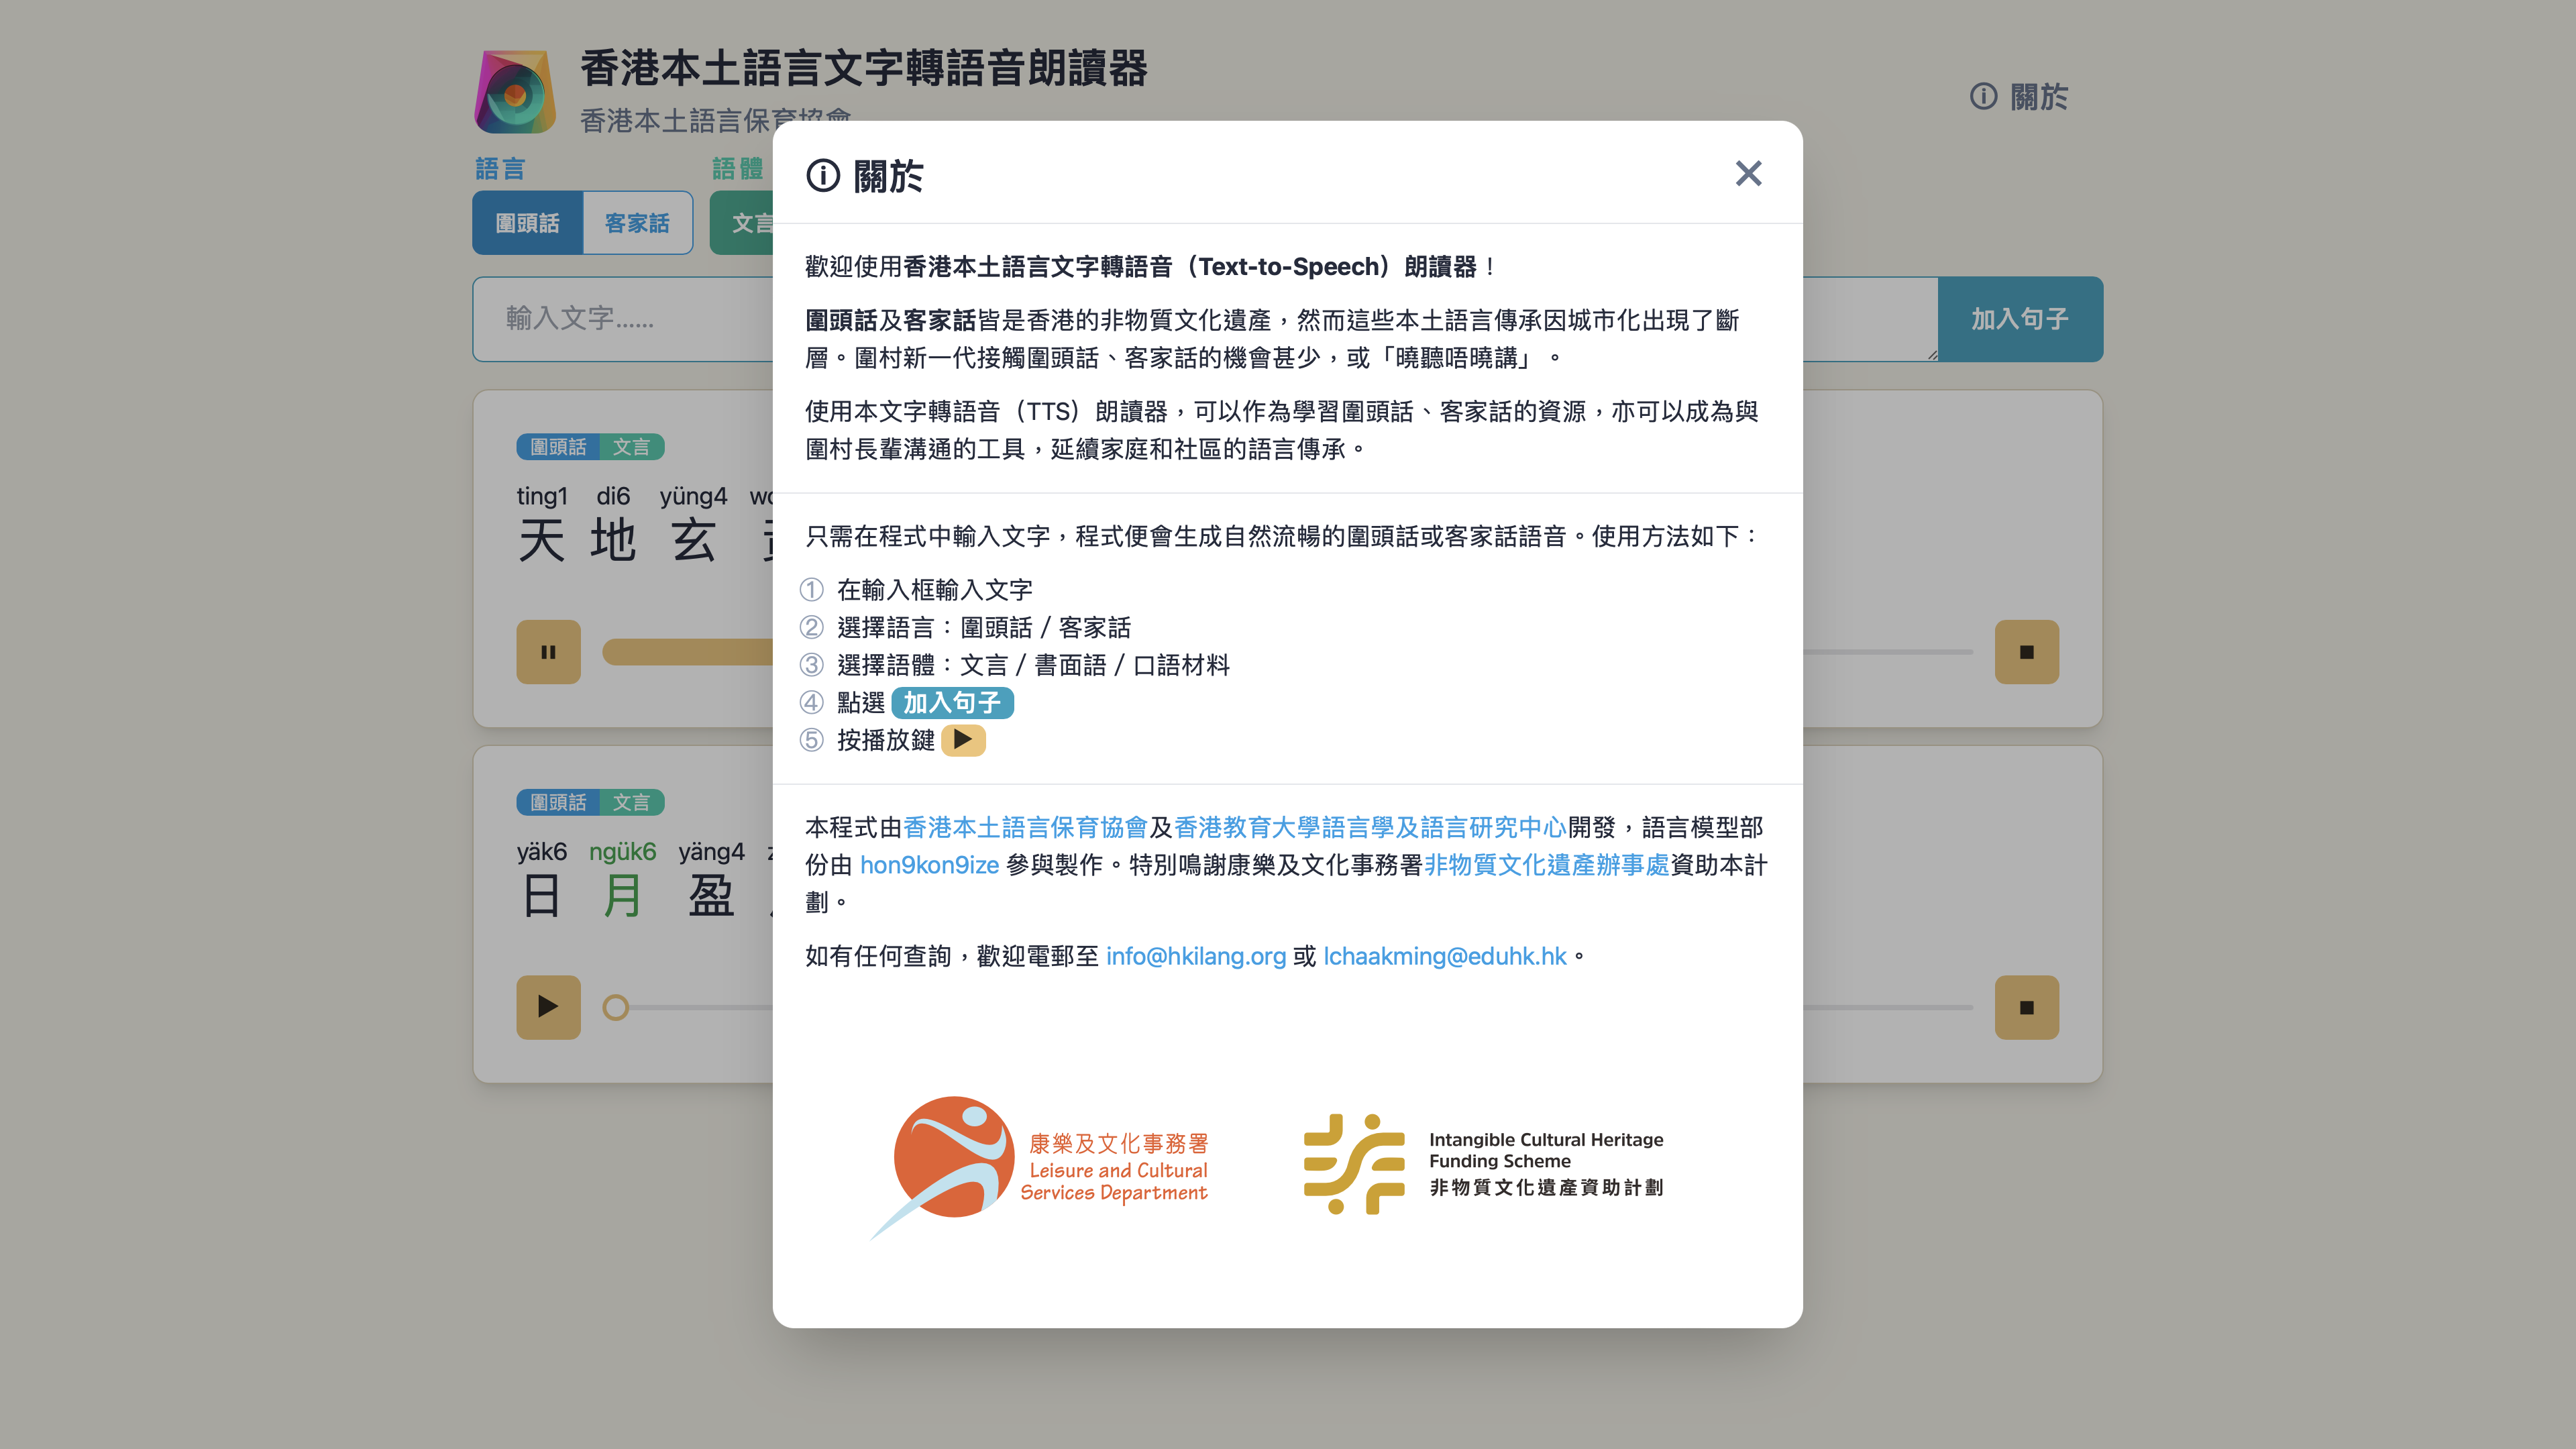 香港本土語言文字轉語音朗讀器
香港本土語言保育協會
關於
語言
語體
圍頭話
客家話
文言
輸入文字......
加入句子
圍頭話 文言
ting1 di6 yüng4
天 地 玄
圍頭話 文言
yäk6 ngük6 yäng4
日 月 盈
關於
歡迎使用香港本土語言文字轉語音（Text-to-Speech）朗讀器！
圍頭話及客家話皆是香港的非物質文化遺產，然而這些本土語言傳承因城市化出現了斷
層。圍村新一代接觸圍頭話、客家話的機會甚少，或「曉聽唔曉講」。
使用本文字轉語音（TTS）朗讀器，可以作為學習圍頭話、客家話的資源，亦可以成為與
圍村長輩溝通的工具，延續家庭和社區的語言傳承。
只需在程式中輸入文字，程式便會生成自然流暢的圍頭話或客家話語音。使用方法如下：
① 在輸入框輸入文字
② 選擇語言：圍頭話 / 客家話
③ 選擇語體：文言 / 書面語 / 口語材料
④ 點選 加入句子
⑤ 按播放鍵
本程式由香港本土語言保育協會及香港教育大學語言學及語言研究中心開發，語言模型部
份由 hon9kon9ize 參與製作。特別鳴謝康樂及文化事務署非物質文化遺產辦事處資助本計
劃。
如有任何查詢，歡迎電郵至 info@hkilang.org 或 lchaakming@eduhk.hk。
康樂及文化事務署
Leisure and Cultural
Services Department
Intangible Cultural Heritage
Funding Scheme
非物質文化遺產資助計劃